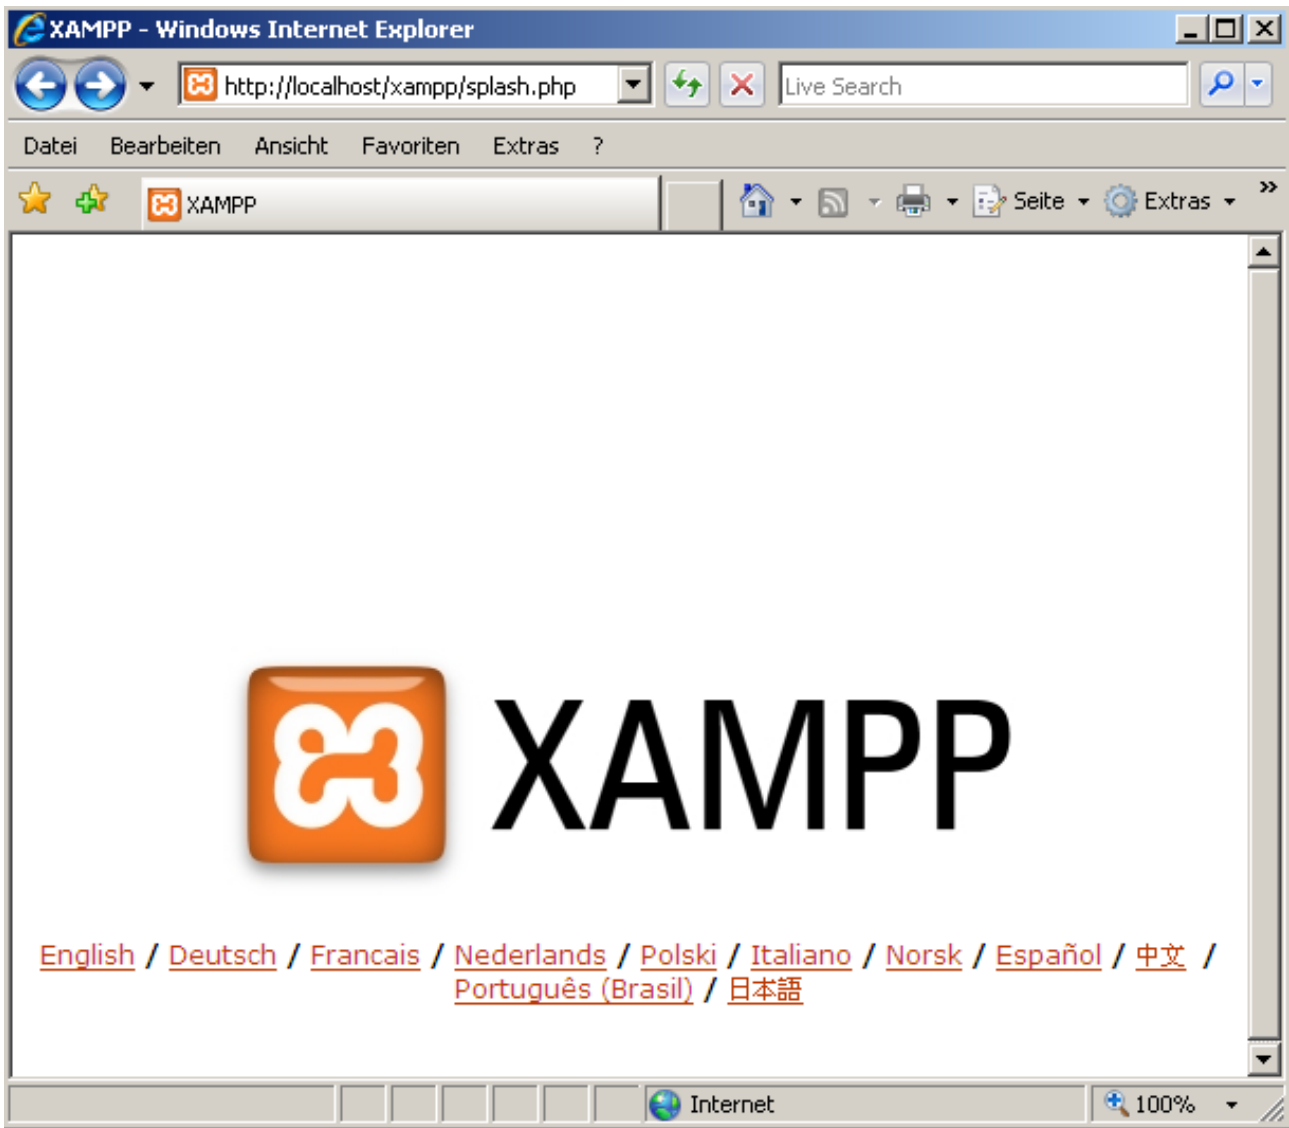 XAMPP - Windows Internet Explorer
http://localhost/xampp/splash.php Live Search
Datei Bearbeiten Ansicht Favoriten Extras ?
XAMPP Seite Extras »
XAMPP
English / Deutsch / Francais / Nederlands / Polski / Italiano / Norsk / Español / 中文 /
Português (Brasil) / 日本語
Internet 100%